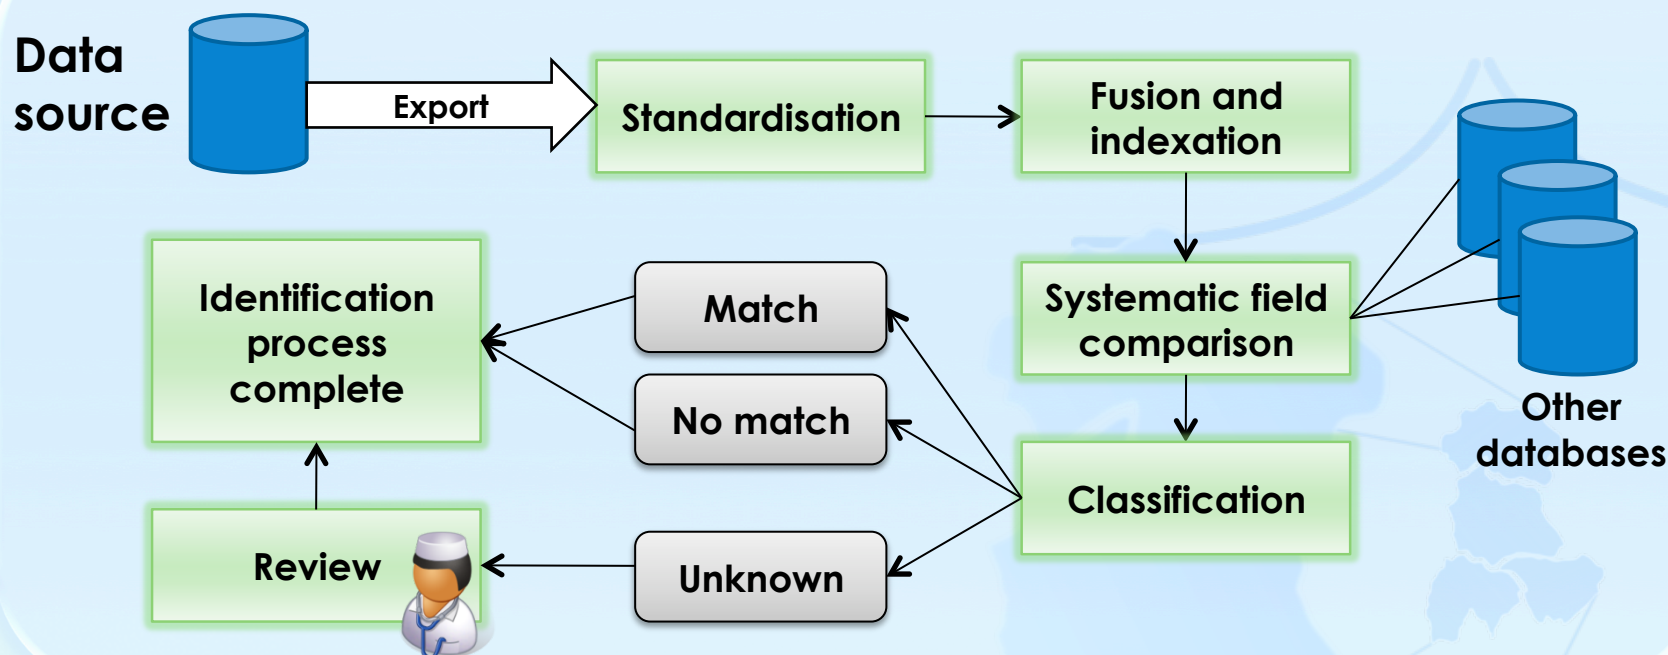 Data
source
Export
Standardisation
Fusion and
indexation
Systematic field
comparison
Other
databases
Classification
Match
No match
Unknown
Identification
process
complete
Review